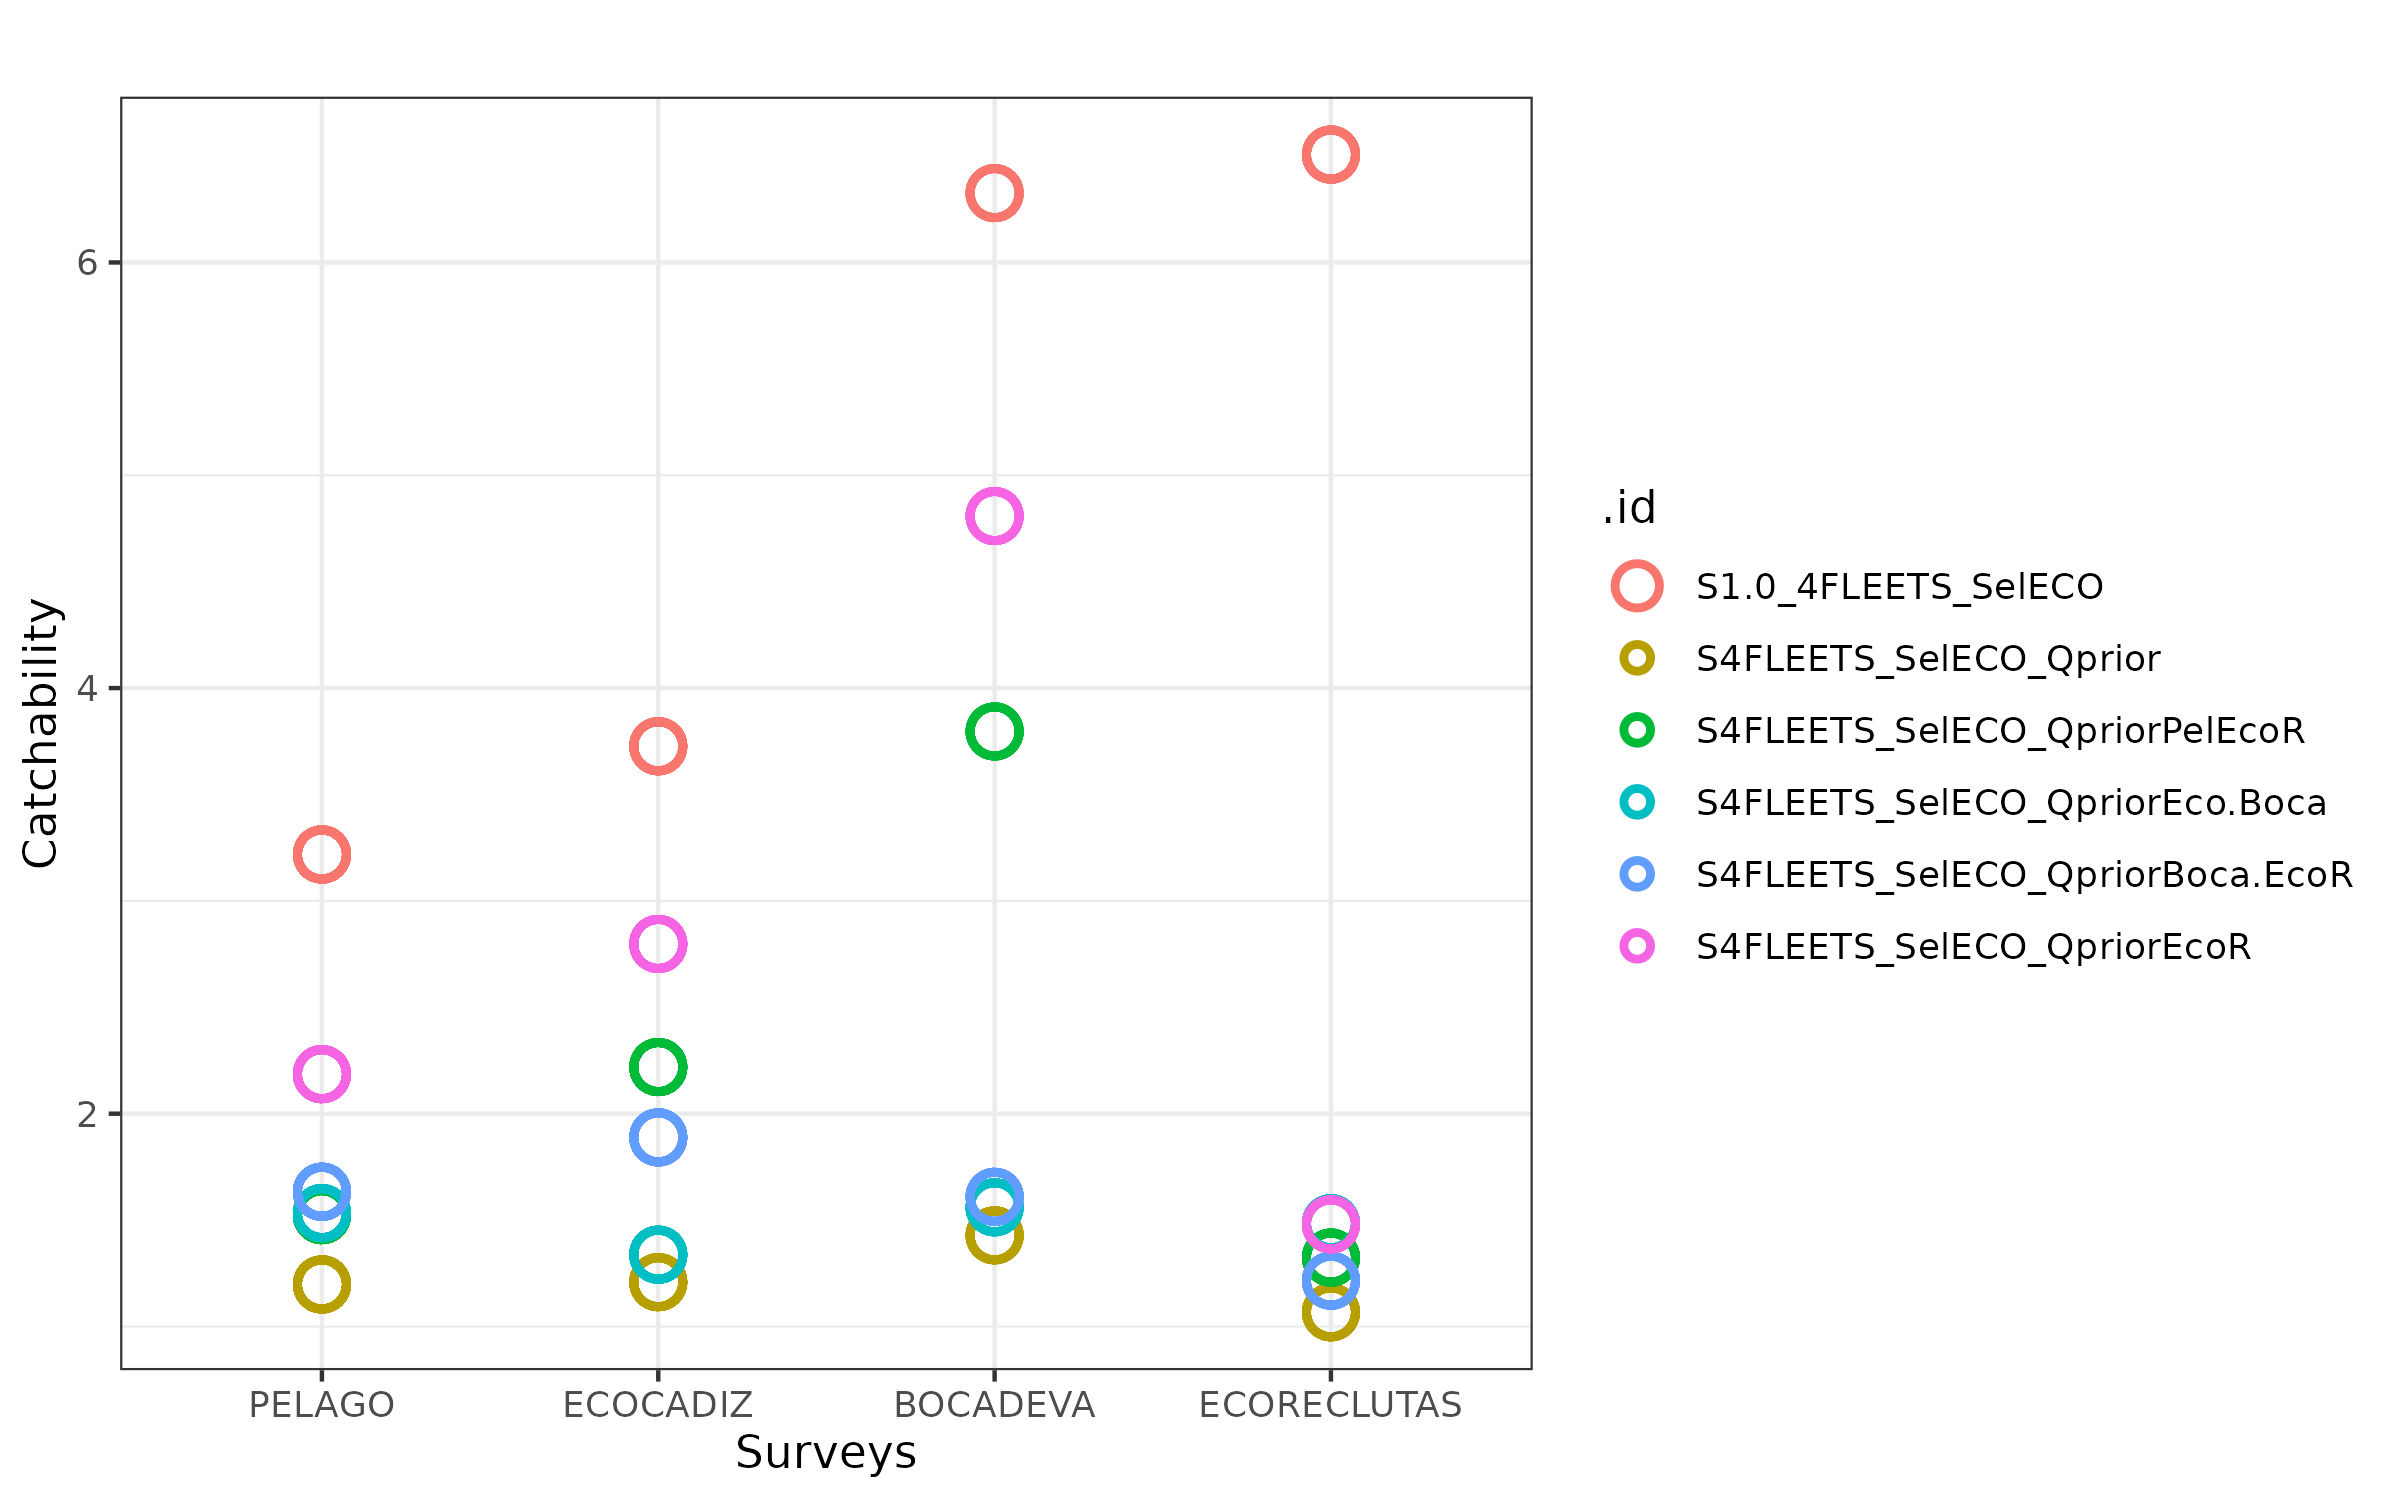 Catchability
6
4
2
PELAGO
ECOCADIZ
BOCADEVA
ECORECLUTAS
Surveys
.id
S1.0_4FLEETS_SelECO
S4FLEETS_SelECO_Qprior
S4FLEETS_SelECO_QpriorPelEcoR
S4FLEETS_SelECO_QpriorEco.Boca
S4FLEETS_SelECO_QpriorBoca.EcoR
S4FLEETS_SelECO_QpriorEcoR